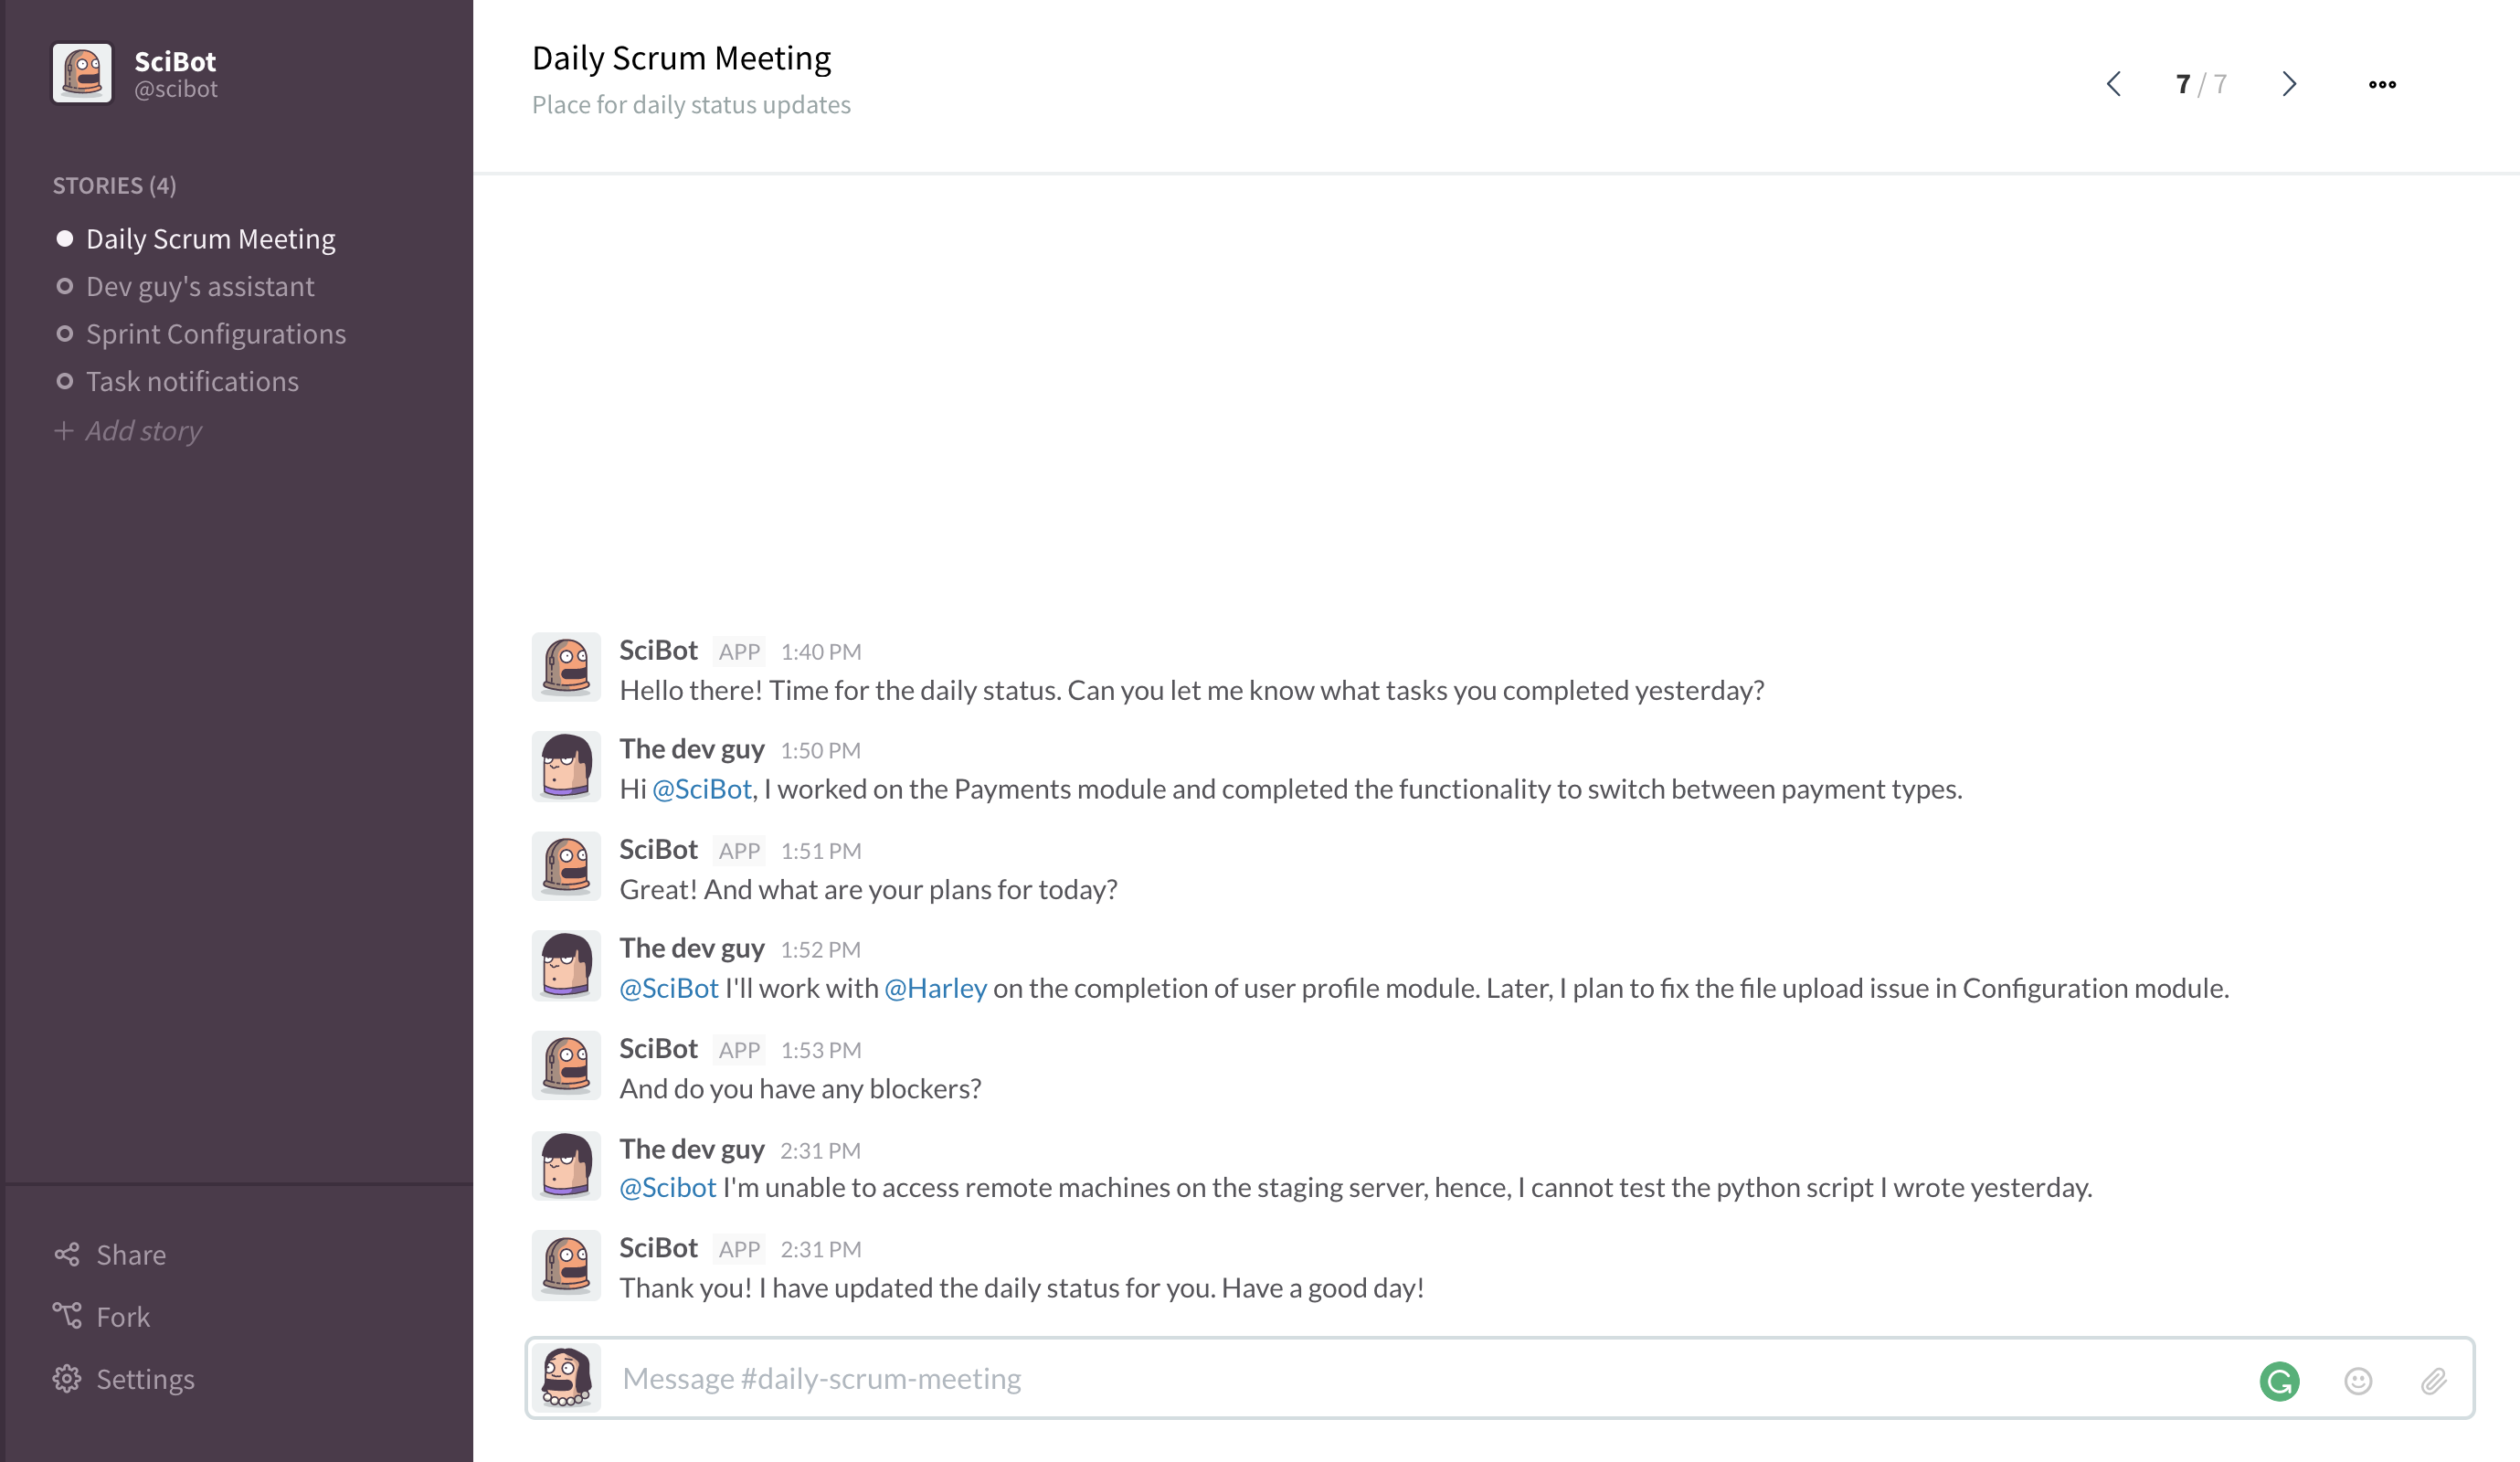 SciBot
@scibot
STORIES (4)
Daily Scrum Meeting
Dev guy's assistant
Sprint Configurations
Task notifications
+ Add story
Share
Fork
Settings
Daily Scrum Meeting
Place for daily status updates
7 / 7
SciBot APP 1:40 PM
Hello there! Time for the daily status. Can you let me know what tasks you completed yesterday?
The dev guy 1:50 PM
Hi @SciBot, I worked on the Payments module and completed the functionality to switch between payment types.
SciBot APP 1:51 PM
Great! And what are your plans for today?
The dev guy 1:52 PM
@SciBot I'll work with @Harley on the completion of user profile module. Later, I plan to fix the file upload issue in Configuration module.
SciBot APP 1:53 PM
And do you have any blockers?
The dev guy 2:31 PM
@Scibot I'm unable to access remote machines on the staging server, hence, I cannot test the python script I wrote yesterday.
SciBot APP 2:31 PM
Thank you! I have updated the daily status for you. Have a good day!
Message #daily-scrum-meeting